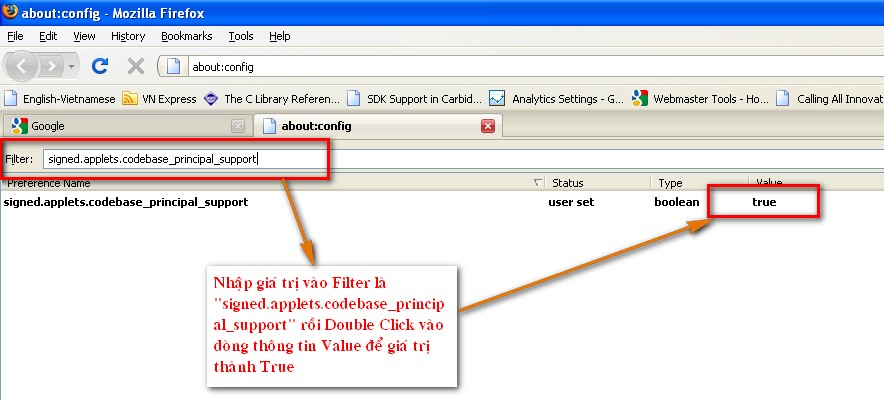 about:config - Mozilla Firefox
File Edit View History Bookmarks Tools Help
about:config
English-Vietnamese VN Express The C Library Referen... SDK Support in Carbid... Analytics Settings - G... Webmaster Tools - Ho... Calling All Innovat
Google about:config
Filter: signed.applets.codebase_principal_support
Preference Name Status Type Value
signed.applets.codebase_principal_support user set boolean true
Nhập giá trị vào Filter là
"signed.applets.codebase_princip
al_support" rồi Double Click vào
dòng thông tin Value để giá trị
thành True